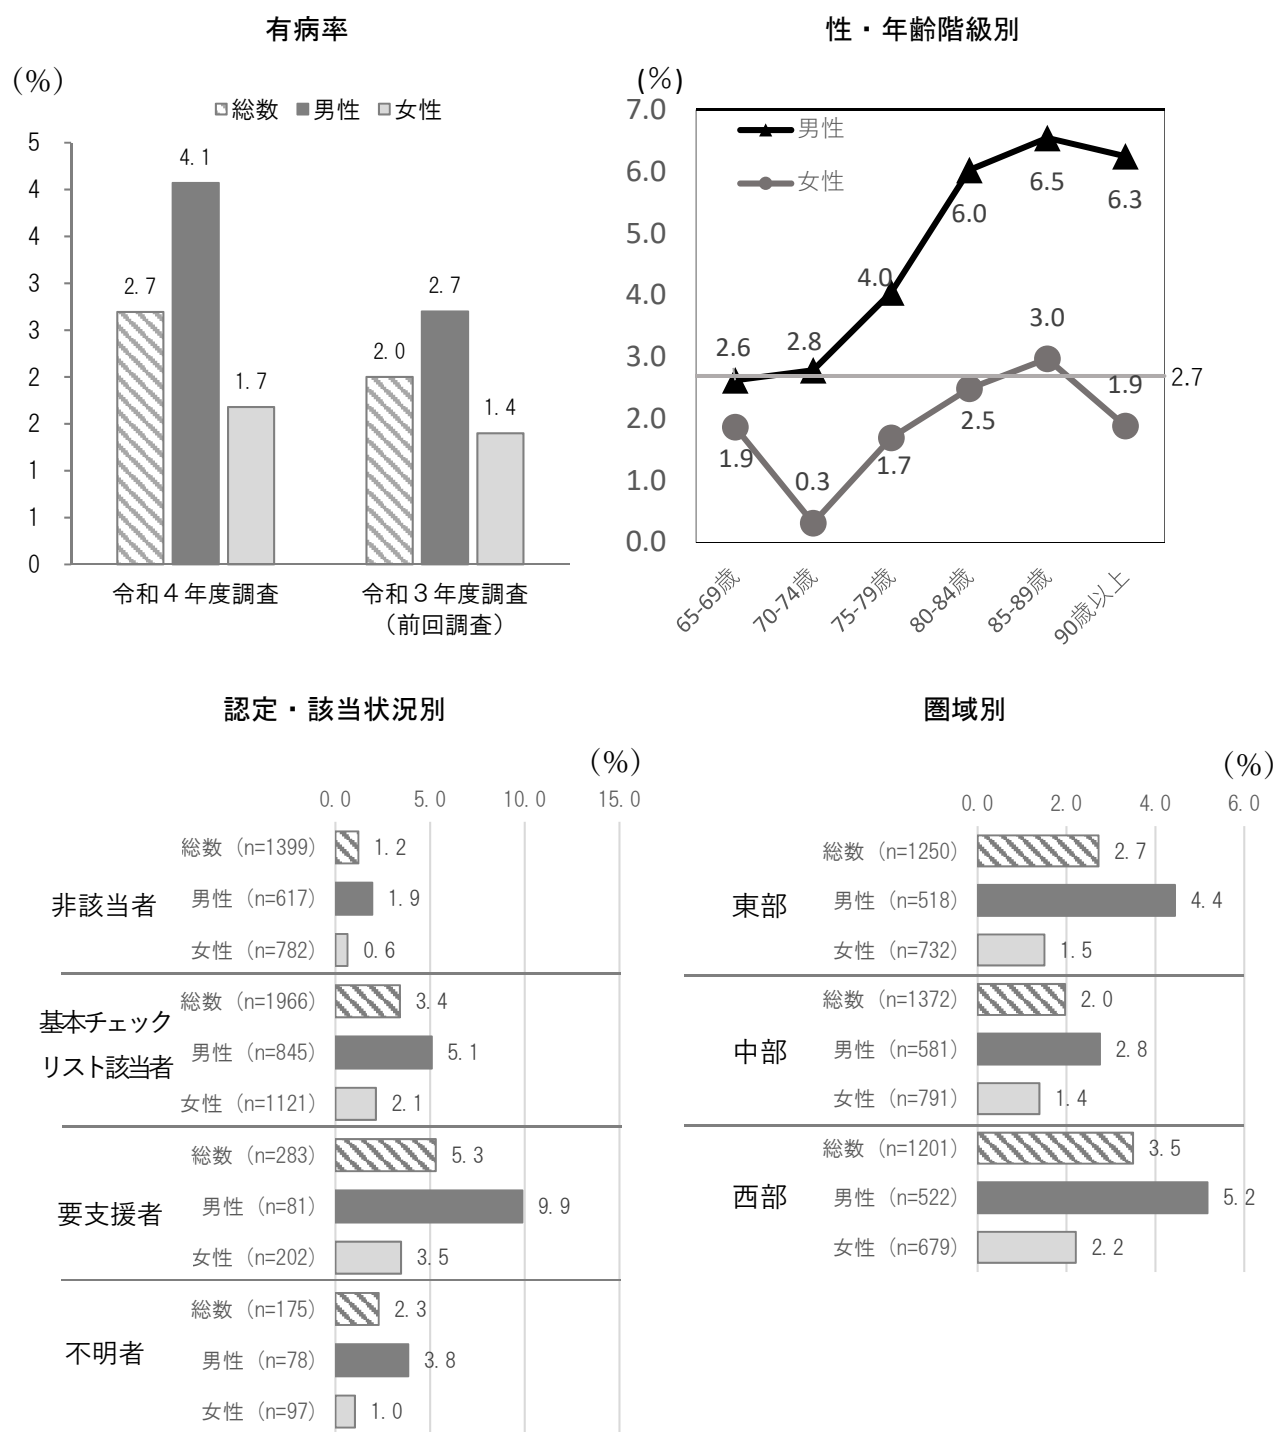 有病率
(%)
総数 男性 女性
5
4
4
3
3
2
2
1
1
0
2.7
4.1
1.7
2.0
2.7
1.4
令和４年度調査
令和３年度調査
（前回調査）
性・年齢階級別
(%)
7.0
6.0
5.0
4.0
3.0
2.0
1.0
0.0
男性
女性
2.6
2.8
4.0
6.0
6.5
6.3
1.9
0.3
1.7
2.5
3.0
1.9
2.7
65-69歳
70-74歳
75-79歳
80-84歳
85-89歳
90歳以上
認定・該当状況別
(%)
0.0 5.0 10.0 15.0
非該当者
総数（n=1399） 1.2
男性（n=617） 1.9
女性（n=782） 0.6
基本チェック
リスト該当者
総数（n=1966） 3.4
男性（n=845） 5.1
女性（n=1121） 2.1
要支援者
総数（n=283） 5.3
男性（n=81） 9.9
女性（n=202） 3.5
不明者
総数（n=175） 2.3
男性（n=78） 3.8
女性（n=97） 1.0
圏域別
(%)
0.0 2.0 4.0 6.0
東部
総数（n=1250） 2.7
男性（n=518） 4.4
女性（n=732） 1.5
中部
総数（n=1372） 2.0
男性（n=581） 2.8
女性（n=791） 1.4
西部
総数（n=1201） 3.5
男性（n=522） 5.2
女性（n=679） 2.2